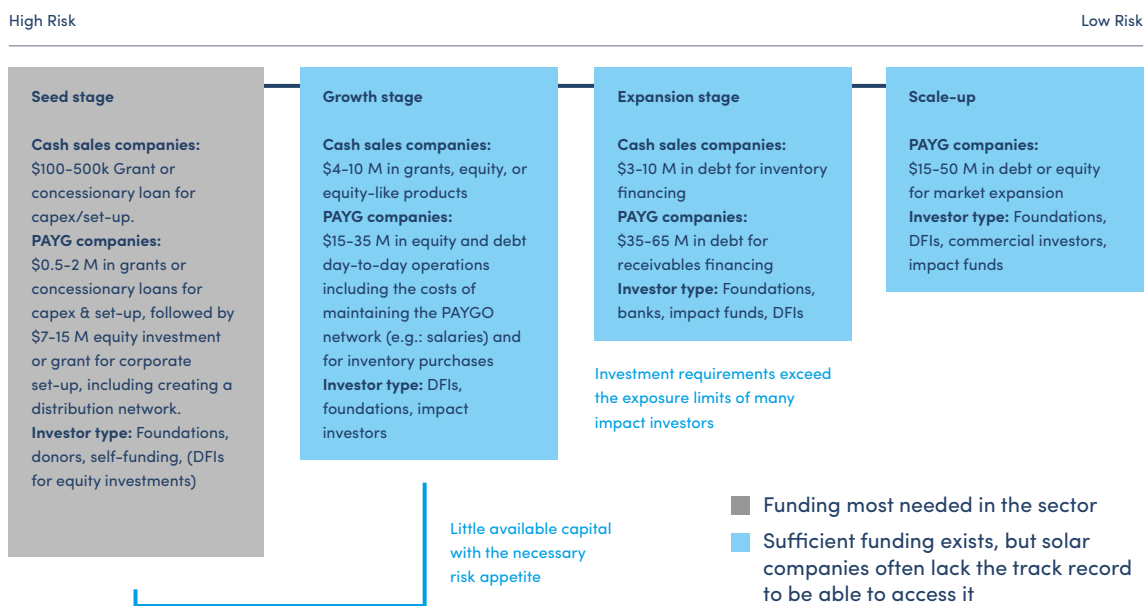 High Risk
Low Risk
Seed stage
Cash sales companies:
$100-500k Grant or
concessionary loan for
capex/set-up.
PAYG companies:
$0.5-2 M in grants or
concessionary loans for
capex & set-up, followed by
$7-15 M equity investment
or grant for corporate
set-up, including creating a
distribution network.
Investor type: Foundations,
donors, self-funding, (DFIs
for equity investments)
Growth stage
Cash sales companies:
$4-10 M in grants, equity, or
equity-like products
PAYG companies:
$15-35 M in equity and debt
day-to-day operations
including the costs of
maintaining the PAYGO
network (e.g.: salaries) and
for inventory purchases
Investor type: DFIs,
foundations, impact
investors
Expansion stage
Cash sales companies:
$3-10 M in debt for inventory
financing
PAYG companies:
$35-65 M in debt for
receivables financing
Investor type: Foundations,
banks, impact funds, DFIs
Scale-up
PAYG companies:
$15-50 M in debt or equity
for market expansion
Investor type: Foundations,
DFIs, commercial investors,
impact funds
Investment requirements exceed
the exposure limits of many
impact investors
Little available capital
with the necessary
risk appetite
Funding most needed in the sector
Sufficient funding exists, but solar
companies often lack the track record
to be able to access it